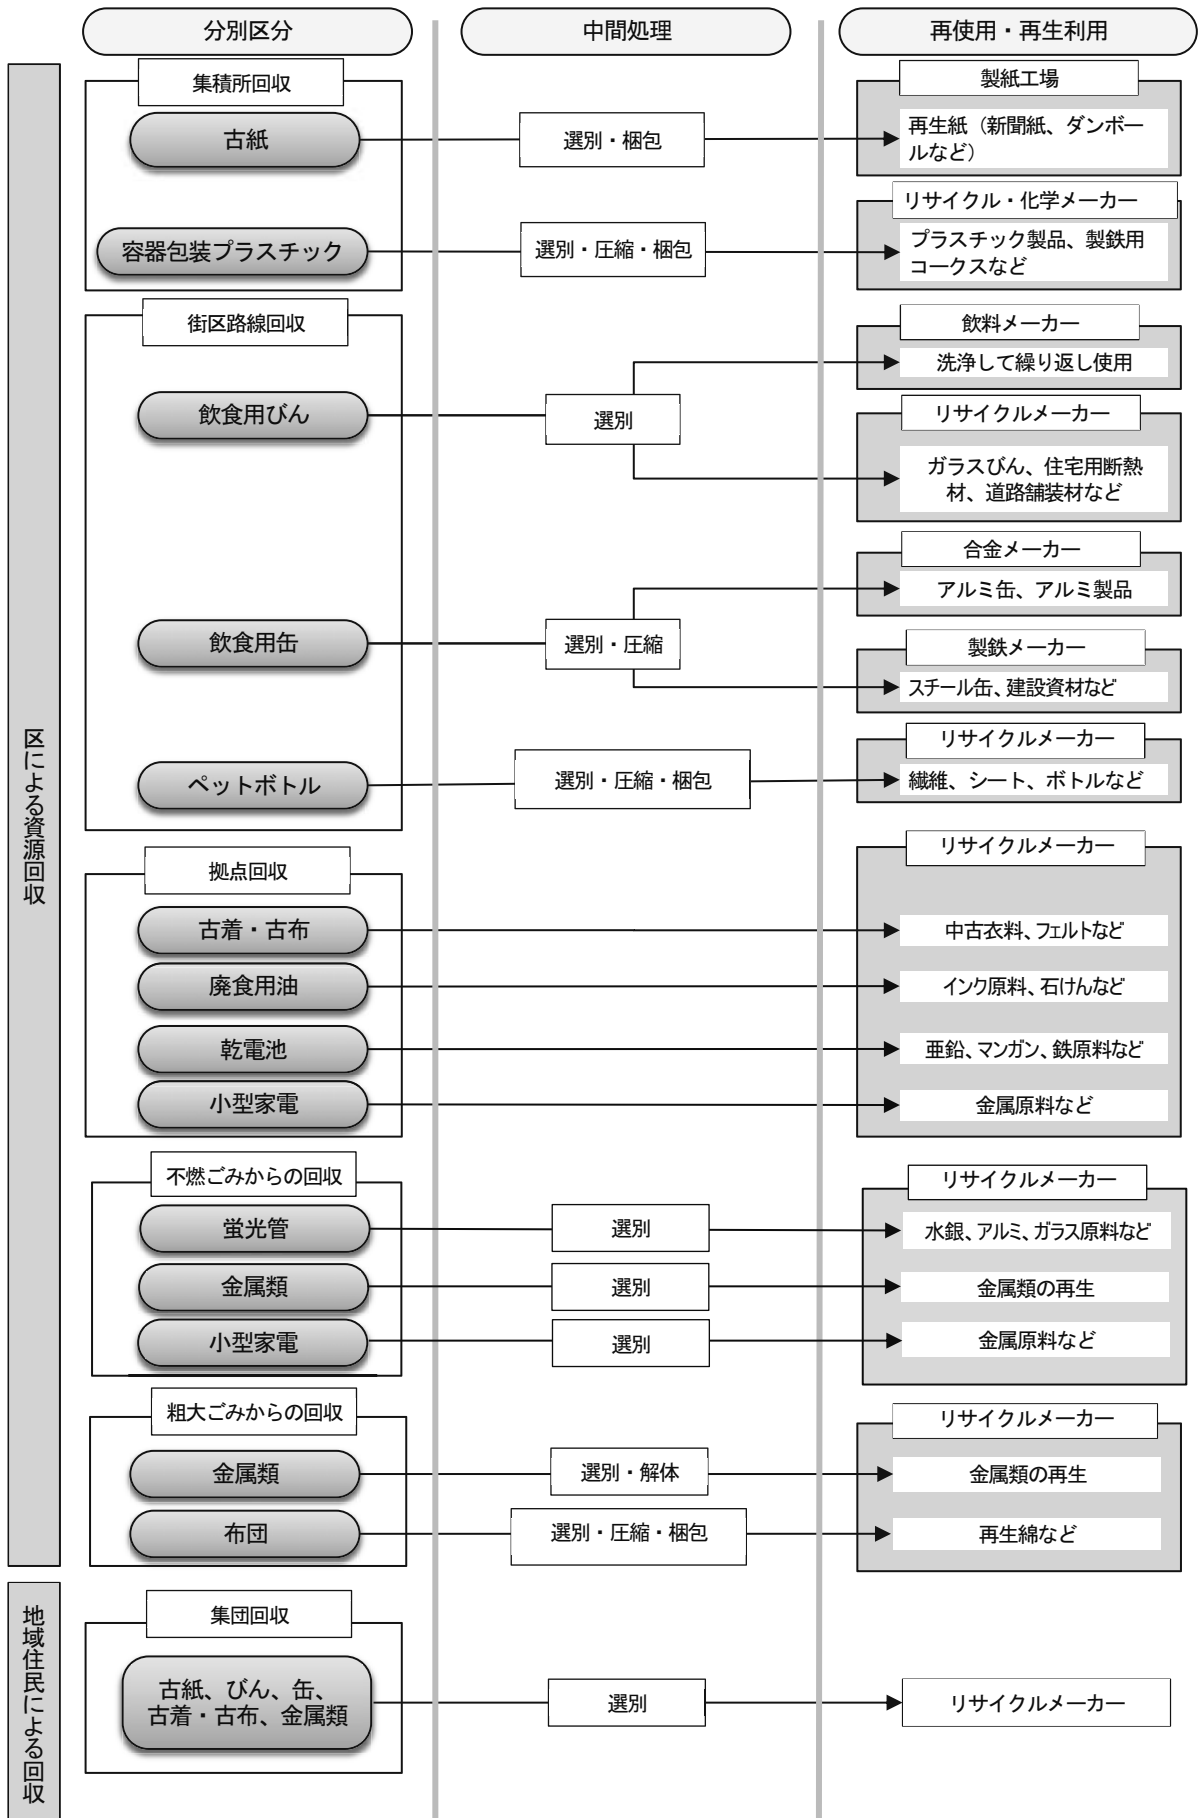 分別区分
中間処理
再使用・再生利用
区による資源回収
集積所回収
古紙
選別・梱包
製紙工場
再生紙（新聞紙、ダンボー
ルなど）
容器包装プラスチック
選別・圧縮・梱包
リサイクル・化学メーカー
プラスチック製品、製鉄用
コークスなど
街区路線回収
飲食用びん
選別
飲料メーカー
洗浄して繰り返し使用
リサイクルメーカー
ガラスびん、住宅用断熱
材、道路舗装材など
飲食用缶
選別・圧縮
合金メーカー
アルミ缶、アルミ製品
製鉄メーカー
スチール缶、建設資材など
ペットボトル
選別・圧縮・梱包
リサイクルメーカー
繊維、シート、ボトルなど
拠点回収
リサイクルメーカー
古着・古布
中古衣料、フェルトなど
廃食用油
インク原料、石けんなど
乾電池
亜鉛、マンガン、鉄原料など
小型家電
金属原料など
不燃ごみからの回収
リサイクルメーカー
蛍光管
選別
水銀、アルミ、ガラス原料など
金属類
選別
金属類の再生
小型家電
選別
金属原料など
粗大ごみからの回収
リサイクルメーカー
金属類
選別・解体
金属類の再生
布団
選別・圧縮・梱包
再生綿など
地域住民による回収
集団回収
古紙、びん、缶、
古着・古布、金属類
選別
リサイクルメーカー